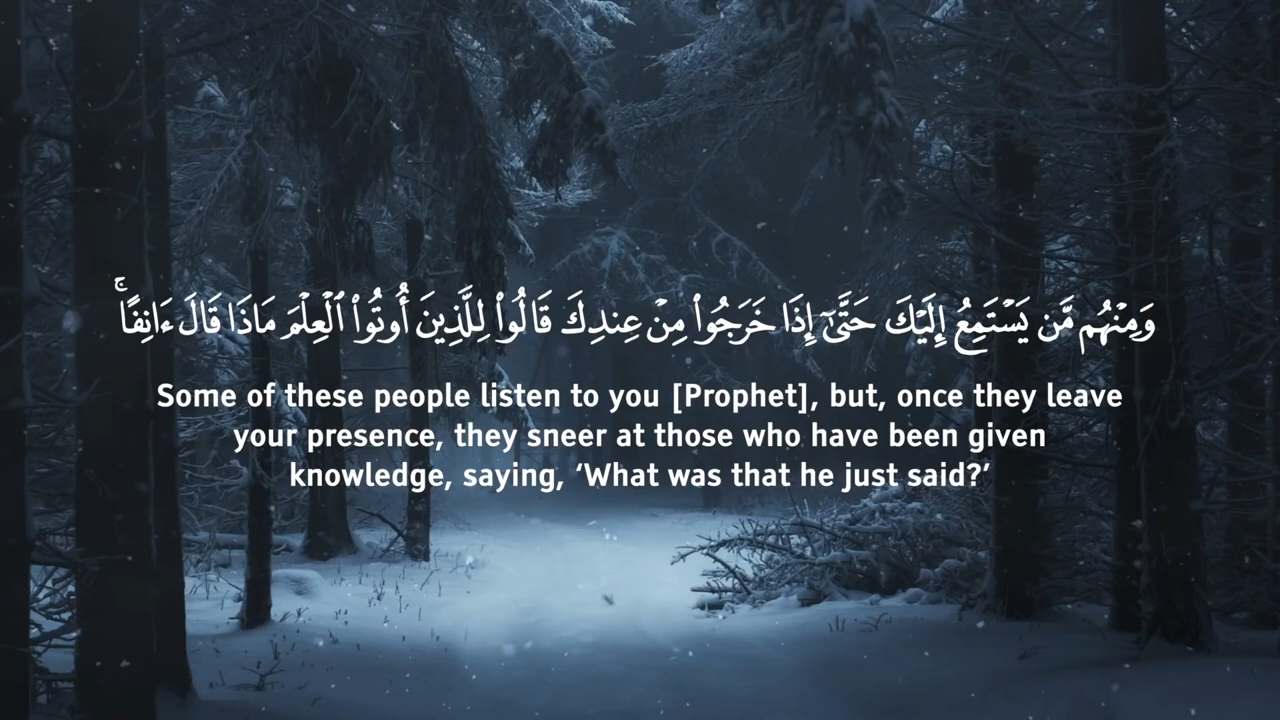 وَمِنْهُم مَّن يَسْتَمِعُ إِلَيْكَ حَتَّىٰٓ إِذَا خَرَجُوا۟ مِنْ عِندِكَ قَالُوا۟ لِلَّذِينَ أُوتُوا۟ ٱلْعِلْمَ مَاذَا قَالَ ءَانِفًا ۚ
Some of these people listen to you [Prophet], but, once they leave
your presence, they sneer at those who have been given
knowledge, saying, ‘What was that he just said?’